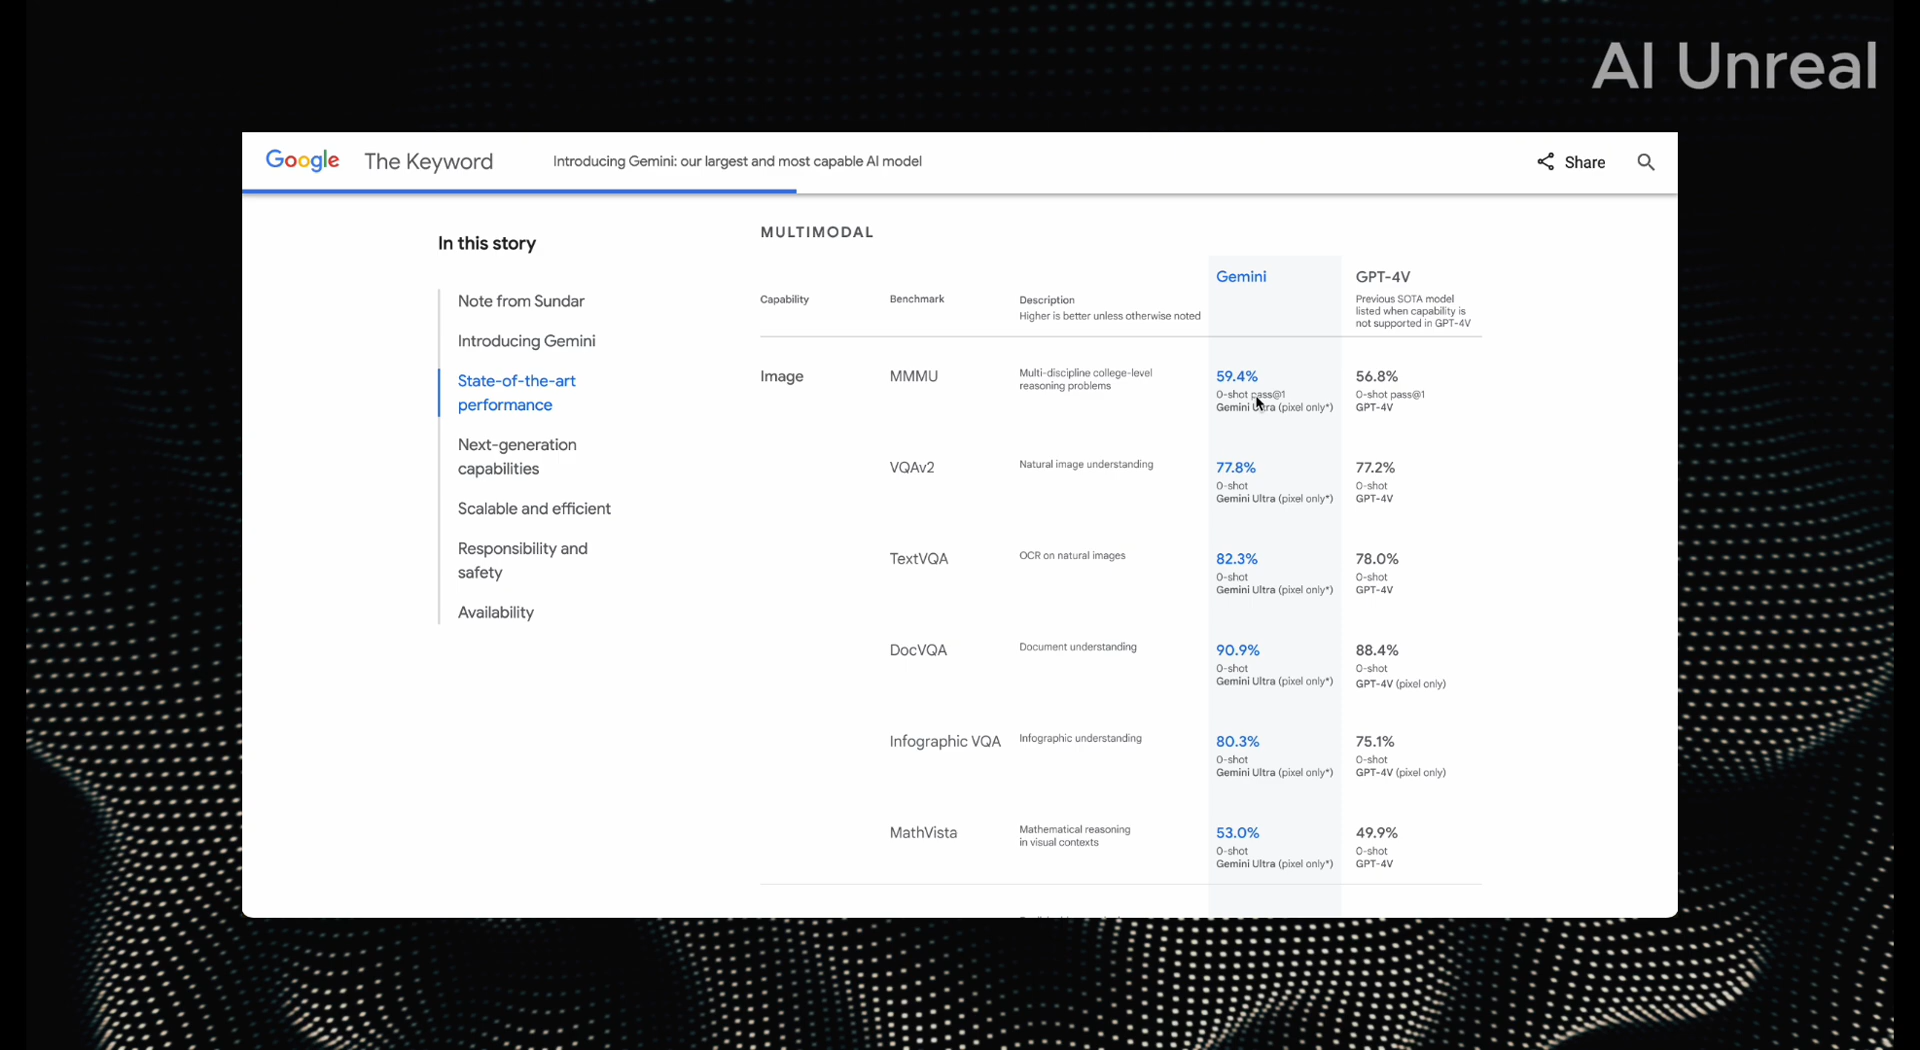 AI Unreal
Google The Keyword Introducing Gemini: our largest and most capable AI model Share
In this story
Note from Sundar
Introducing Gemini
State-of-the-art
performance
Next-generation
capabilities
Scalable and efficient
Responsibility and
safety
Availability
MULTIMODAL
Capability Benchmark Description
Higher is better unless otherwise noted
Gemini
GPT-4V
Previous SOTA model
listed when capability is
not supported in GPT-4V
Image MMMU Multi-discipline college-level
reasoning problems
59.4%
0-shot pass@1
Gemini Ultra (pixel only*)
56.8%
0-shot pass@1
GPT-4V
VQAv2 Natural image understanding
77.8%
0-shot
Gemini Ultra (pixel only*)
77.2%
0-shot
GPT-4V
TextVQA OCR on natural images
82.3%
0-shot
Gemini Ultra (pixel only*)
78.0%
0-shot
GPT-4V
DocVQA Document understanding
90.9%
0-shot
Gemini Ultra (pixel only*)
88.4%
0-shot
GPT-4V (pixel only)
Infographic VQA Infographic understanding
80.3%
0-shot
Gemini Ultra (pixel only*)
75.1%
0-shot
GPT-4V (pixel only)
MathVista Mathematical reasoning
in visual contexts
53.0%
0-shot
Gemini Ultra (pixel only*)
49.9%
0-shot
GPT-4V